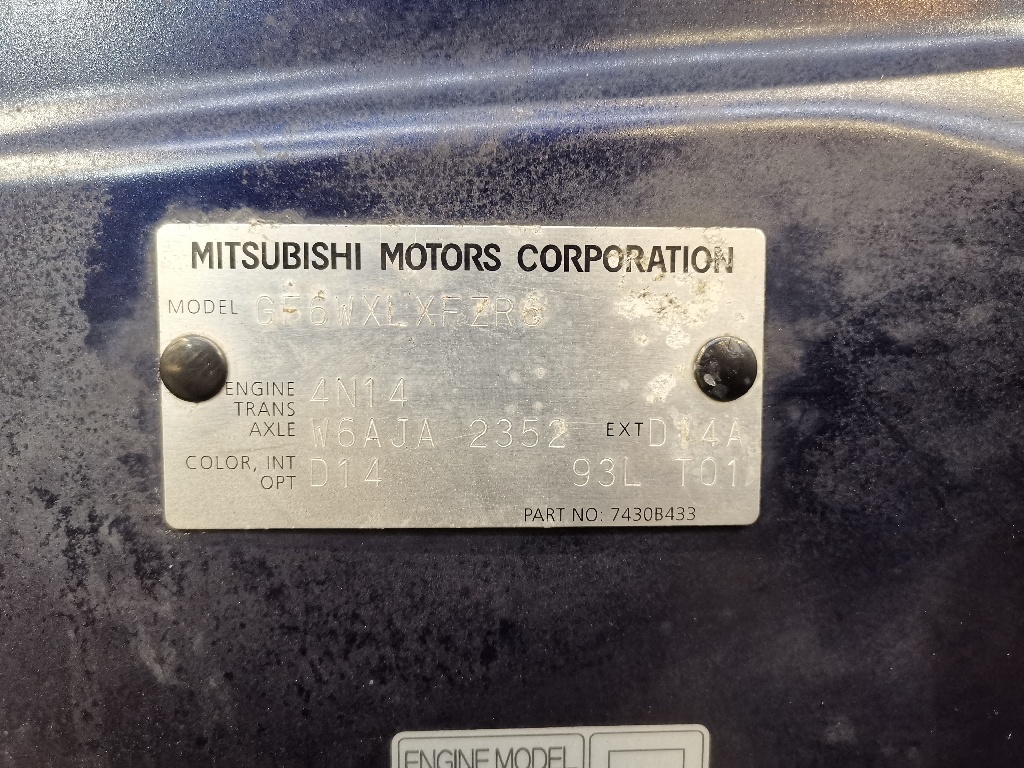 MITSUBISHI MOTORS CORPORATION
MODEL GF6WXLXFZR6
ENGINE 4N14
TRANS
AXLE W6AJA 2352 EXT D14A
COLOR, INT
OPT D14 93L T01
PART NO: 7430B433
ENGINE MODEL